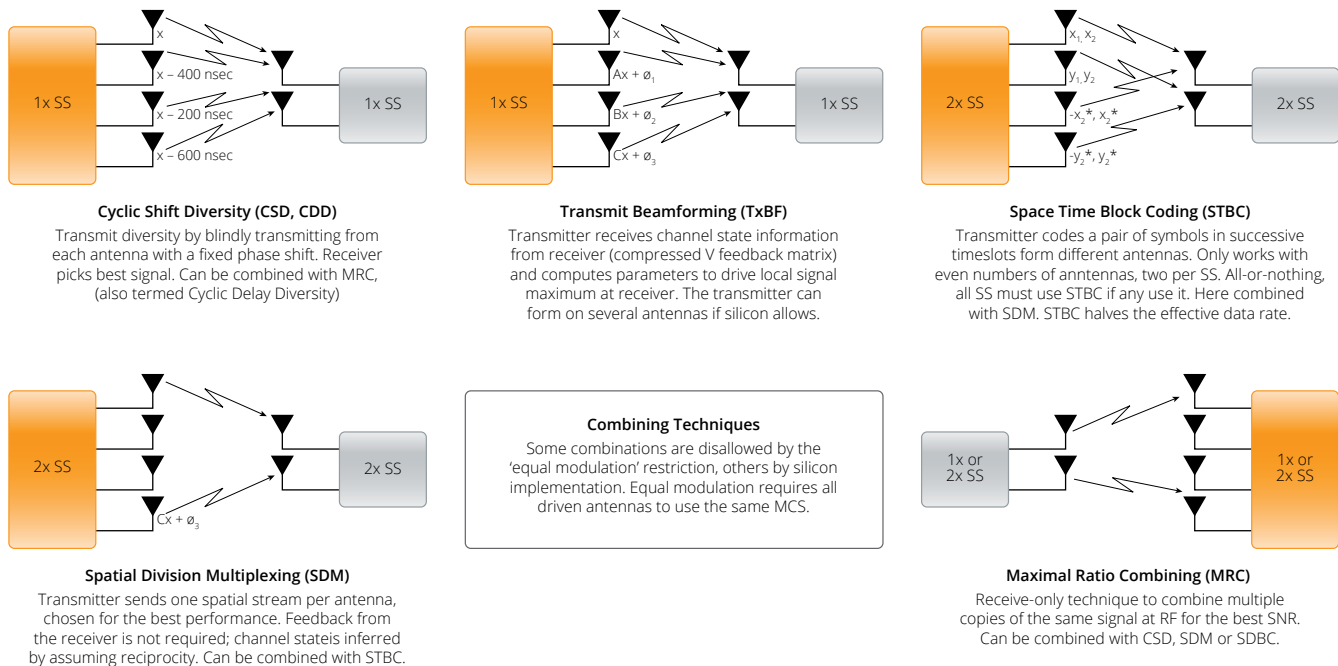 1x SS
x
x – 400 nsec
x – 200 nsec
x – 600 nsec
1x SS
Cyclic Shift Diversity (CSD, CDD)
Transmit diversity by blindly transmitting from
each antenna with a fixed phase shift. Receiver
picks best signal. Can be combined with MRC,
(also termed Cyclic Delay Diversity)
1x SS
x
Ax + ø₁
Bx + ø₂
Cx + ø₃
1x SS
Transmit Beamforming (TxBF)
Transmitter receives channel state information
from receiver (compressed V feedback matrix)
and computes parameters to drive local signal
maximum at receiver. The transmitter can
form on several antennas if silicon allows.
2x SS
x₁, x₂
y₁, y₂
-x₂*, x₂*
-y₂*, y₂*
2x SS
Space Time Block Coding (STBC)
Transmitter codes a pair of symbols in successive
timeslots form different antennas. Only works with
even numbers of anntennas, two per SS. All-or-nothing,
all SS must use STBC if any use it. Here combined
with SDM. STBC halves the effective data rate.
2x SS
Cx + ø₃
2x SS
Spatial Division Multiplexing (SDM)
Transmitter sends one spatial stream per antenna,
chosen for the best performance. Feedback from
the receiver is not required; channel stateis inferred
by assuming reciprocity. Can be combined with STBC.
Combining Techniques
Some combinations are disallowed by the
‘equal modulation’ restriction, others by silicon
implementation. Equal modulation requires all
driven antennas to use the same MCS.
1x or
2x SS
1x or
2x SS
Maximal Ratio Combining (MRC)
Receive-only technique to combine multiple
copies of the same signal at RF for the best SNR.
Can be combined with CSD, SDM or SDBC.